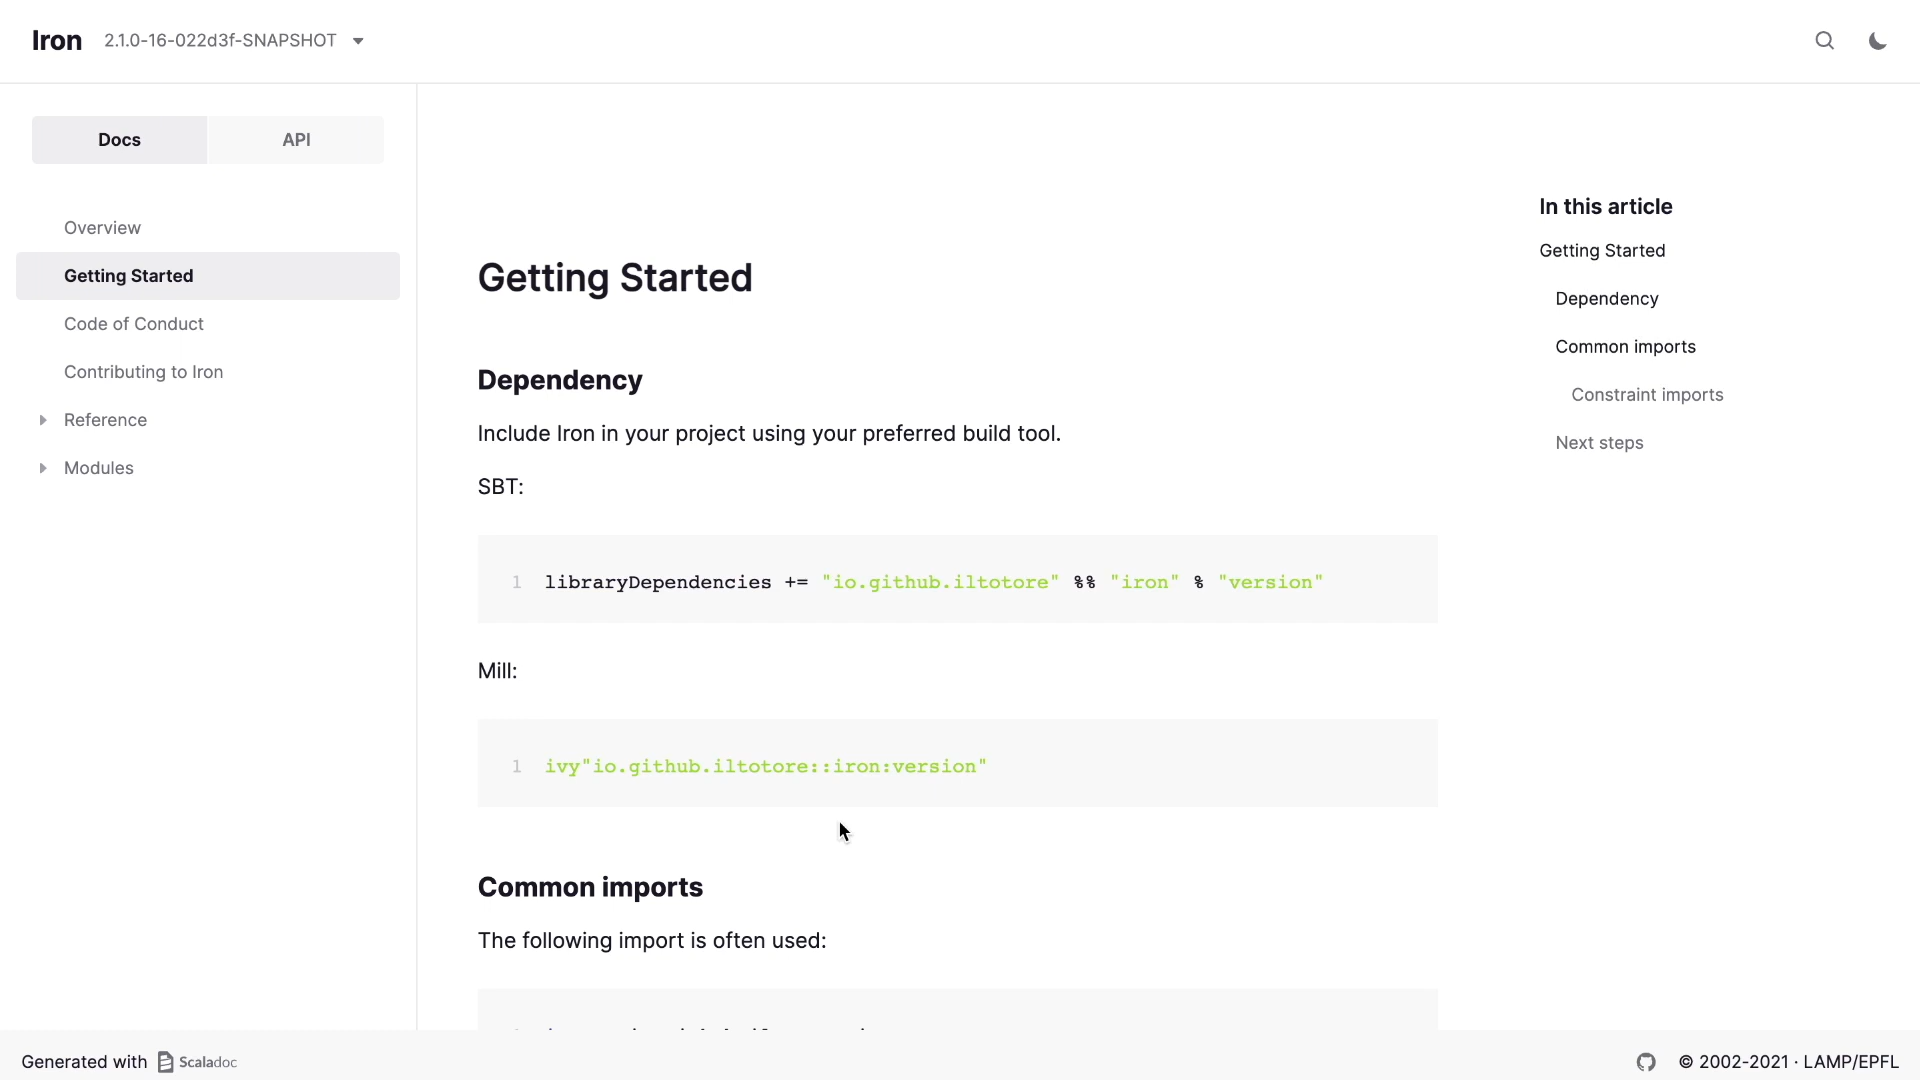 Iron 2.1.0-16-022d3f-SNAPSHOT
Docs API
Overview
Getting Started
Code of Conduct
Contributing to Iron
Reference
Modules
Getting Started
Dependency
Include Iron in your project using your preferred build tool.
SBT:
1 libraryDependencies += "io.github.iltotore" %% "iron" % "version"
Mill:
1 ivy"io.github.iltotore::iron:version"
Common imports
The following import is often used:
In this article
Getting Started
Dependency
Common imports
Constraint imports
Next steps
Generated with Scaladoc
© 2002-2021 · LAMP/EPFL